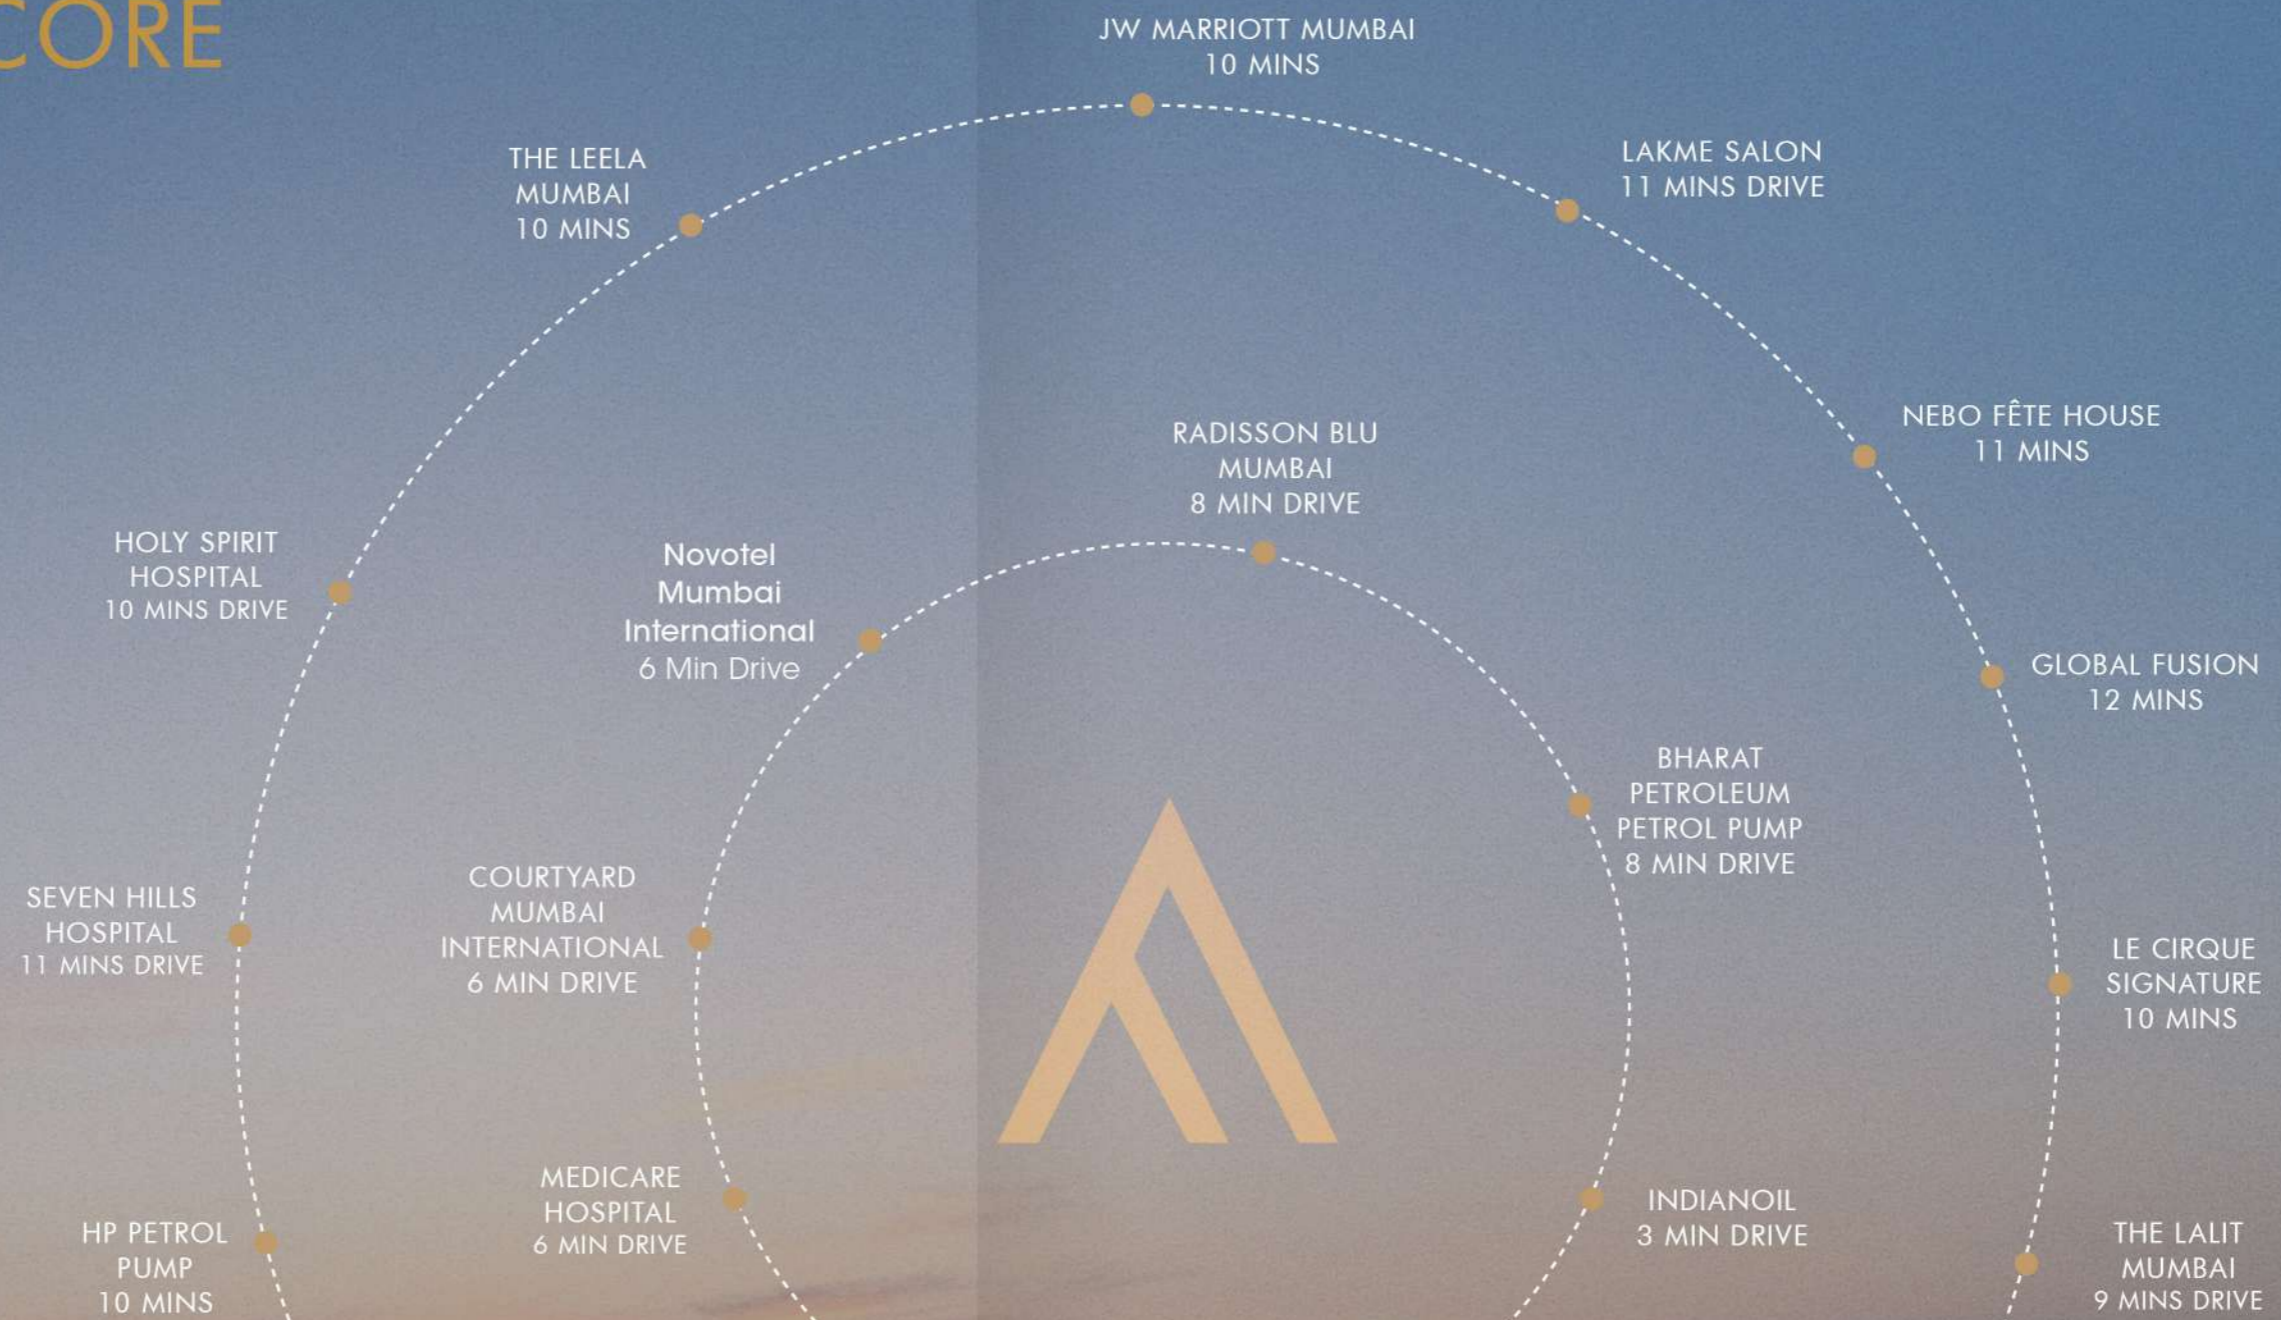 CORE
JW MARRIOTT MUMBAI
10 MINS
THE LEELA
MUMBAI
10 MINS
LAKME SALON
11 MINS DRIVE
NEBO FÊTE HOUSE
11 MINS
RADISSON BLU
MUMBAI
8 MIN DRIVE
HOLY SPIRIT
HOSPITAL
10 MINS DRIVE
Novotel
Mumbai
International
6 Min Drive
GLOBAL FUSION
12 MINS
BHARAT
PETROLEUM
PETROL PUMP
8 MIN DRIVE
SEVEN HILLS
HOSPITAL
11 MINS DRIVE
COURTYARD
MUMBAI
INTERNATIONAL
6 MIN DRIVE
LE CIRQUE
SIGNATURE
10 MINS
MEDICARE
HOSPITAL
6 MIN DRIVE
INDIANOIL
3 MIN DRIVE
HP PETROL
PUMP
10 MINS
THE LALIT
MUMBAI
9 MINS DRIVE